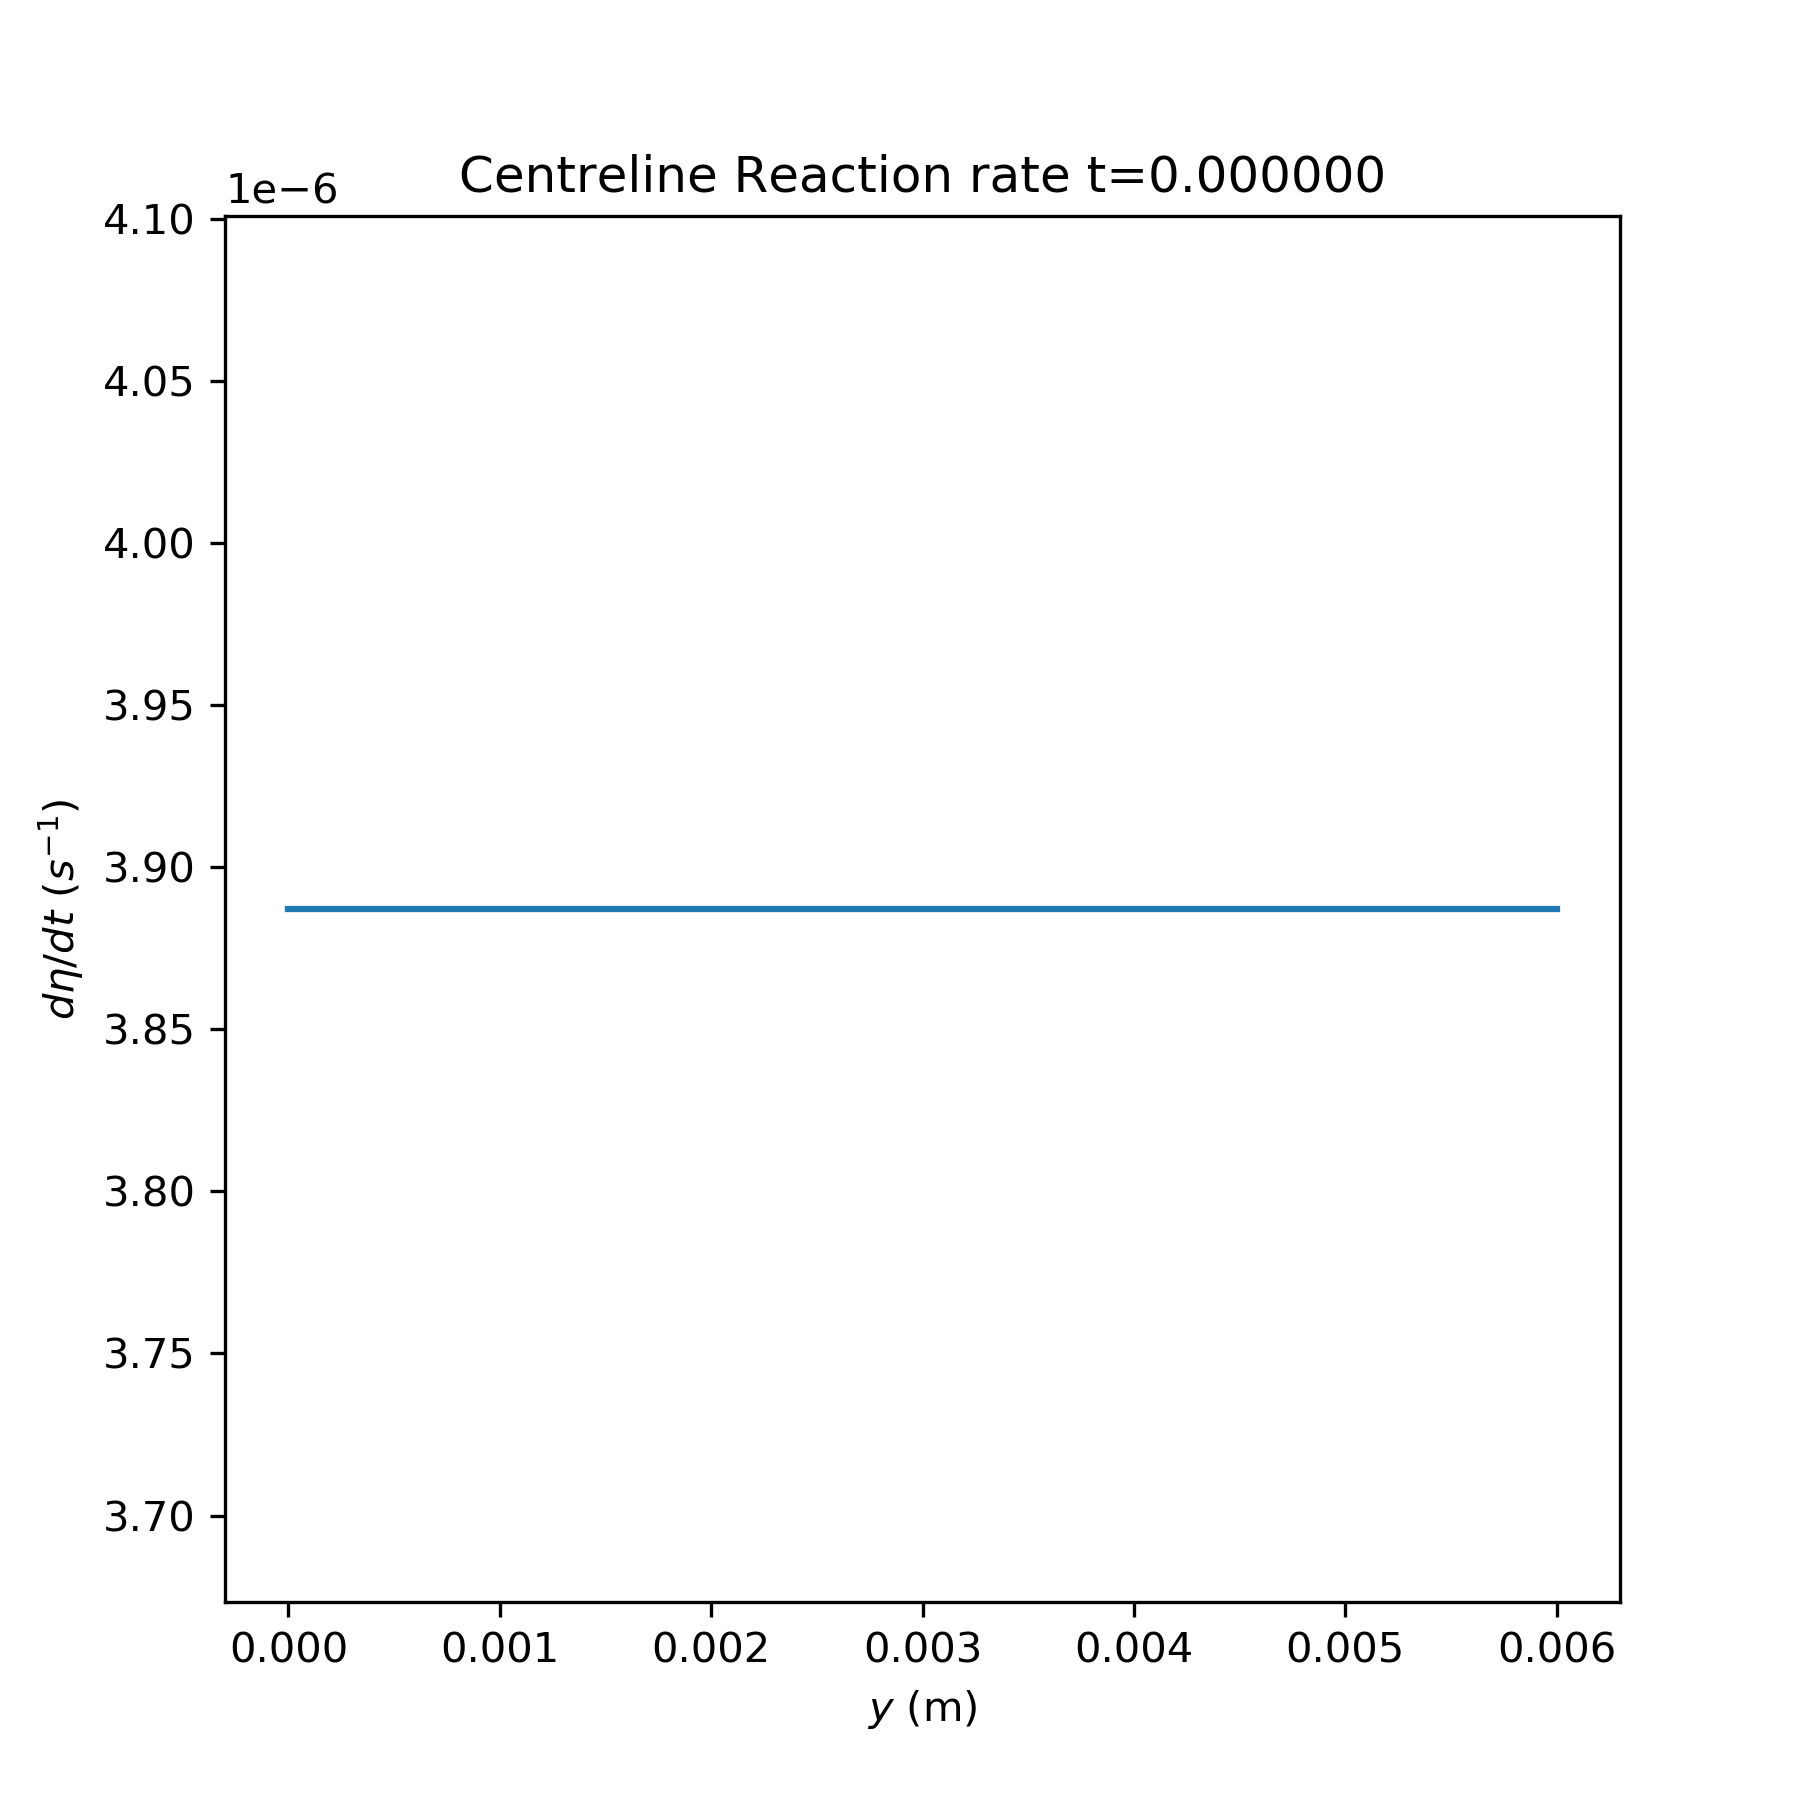 Centreline Reaction rate t=0.000000
1e−6
4.10
4.05
4.00
3.95
3.90
3.85
3.80
3.75
3.70
dη/dt (s⁻¹)
0.000 0.001 0.002 0.003 0.004 0.005 0.006
y (m)